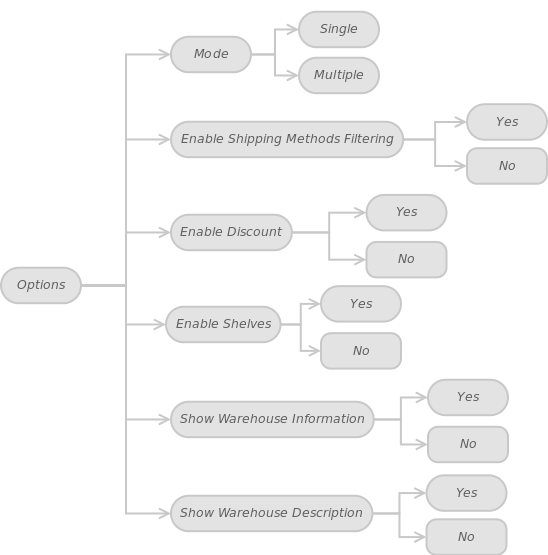 Single
Mode
Multiple
Enable Shipping Methods Filtering
Yes
No
Enable Discount
Yes
No
Options
Enable Shelves
Yes
No
Show Warehouse Information
Yes
No
Show Warehouse Description
Yes
No